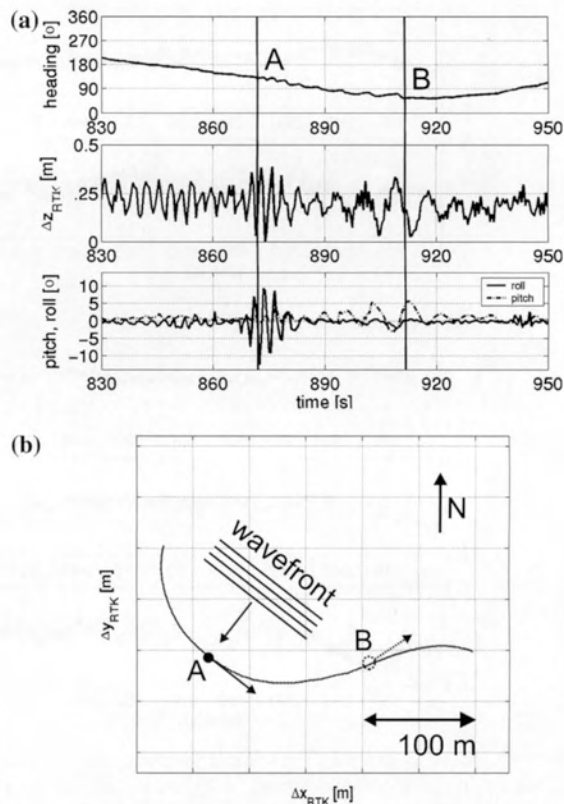 (a)
heading [°]
360
270
180
90
0
A
B
830 860 890 920 950
Δz_RTK [m]
0.5
.25
0
830 860 890 920 950
pitch, roll [°]
10
5
0
−5
−10
roll
pitch
830 860 890 920 950
time [s]
(b)
wavefront
N
A
B
100 m
Δy_RTK [m]
Δx_RTK [m]